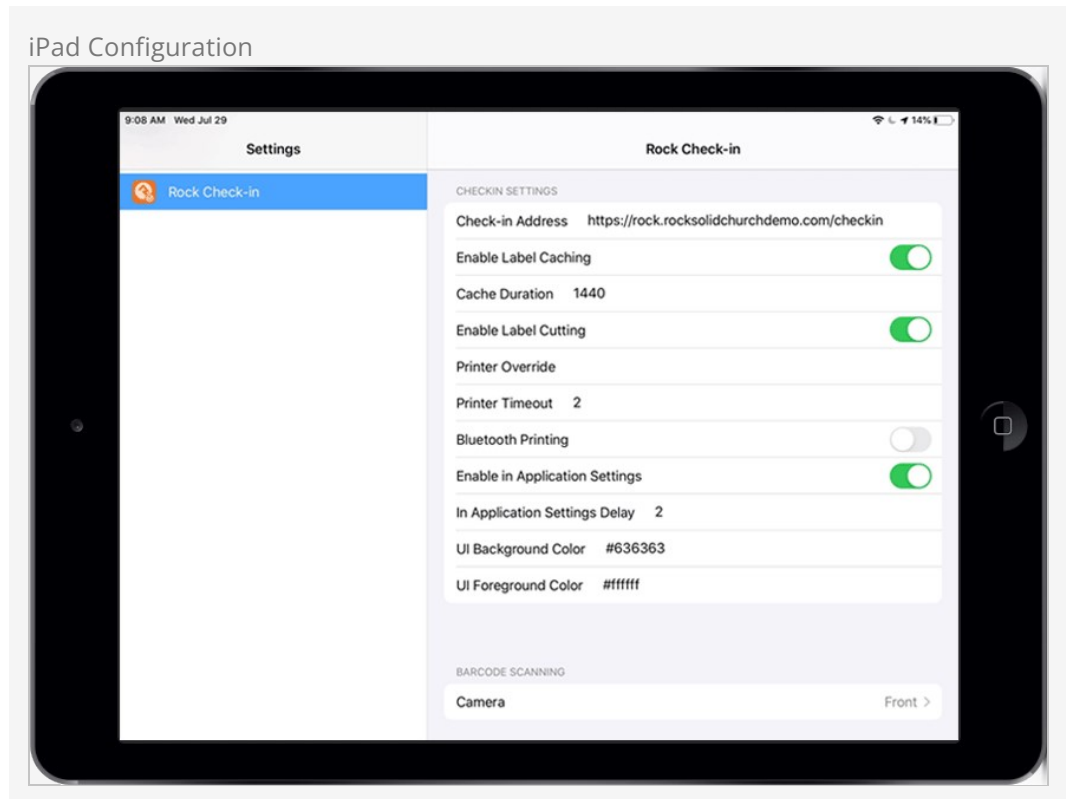 iPad Configuration
9:08 AM Wed Jul 29
14%
Settings
Rock Check-in
Rock Check-in
CHECKIN SETTINGS
Check-in Address https://rock.rocksolidchurchdemo.com/checkin
Enable Label Caching
Cache Duration 1440
Enable Label Cutting
Printer Override
Printer Timeout 2
Bluetooth Printing
Enable in Application Settings
In Application Settings Delay 2
UI Background Color #636363
UI Foreground Color #ffffff
BARCODE SCANNING
Camera Front >